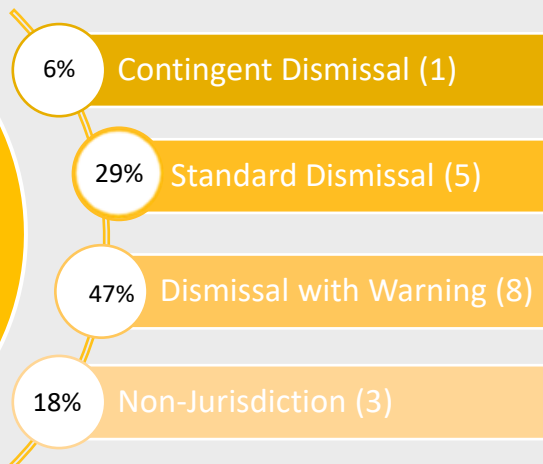 6% Contingent Dismissal (1)
29% Standard Dismissal (5)
47% Dismissal with Warning (8)
18% Non-Jurisdiction (3)